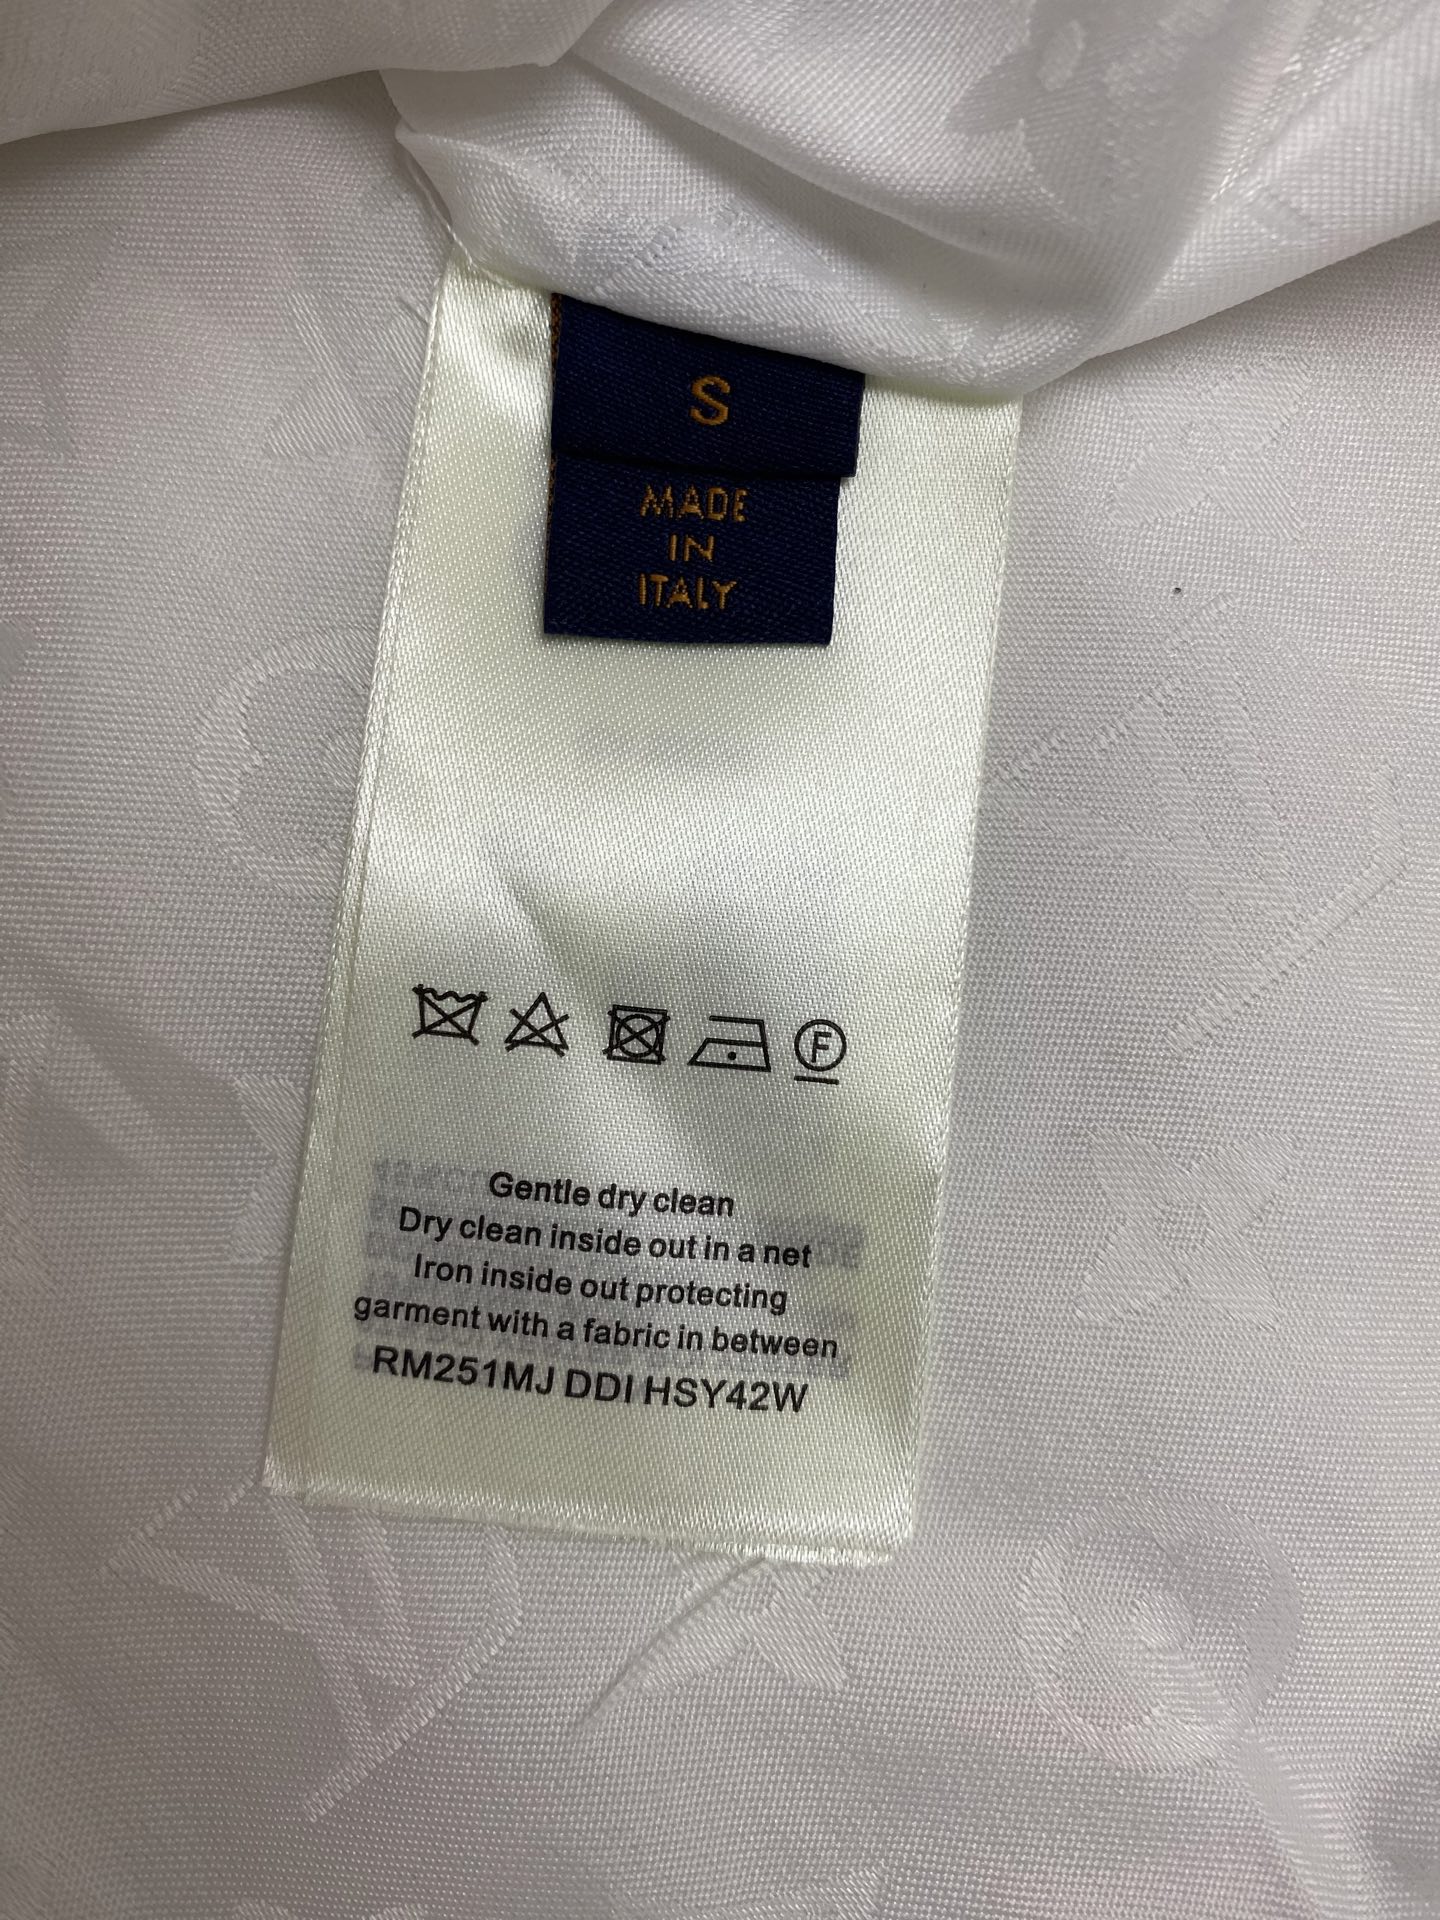 S
MADE
IN
ITALY
F
Gentle dry clean
Dry clean inside out in a net
Iron inside out protecting
garment with a fabric in between
RM251MJ DDI HSY42W